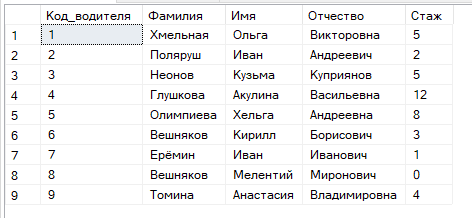 Код_водителя Фамилия Имя Отчество Стаж
1 1 Хмельная Ольга Викторовна 5
2 2 Поляруш Иван Андреевич 2
3 3 Неонов Кузьма Куприянов 5
4 4 Глушкова Акулина Васильевна 12
5 5 Олимпиева Хельга Андреевна 8
6 6 Вешняков Кирилл Борисович 3
7 7 Ерёмин Иван Иванович 1
8 8 Вешняков Мелентий Миронович 0
9 9 Томина Анастасия Владимировна 4